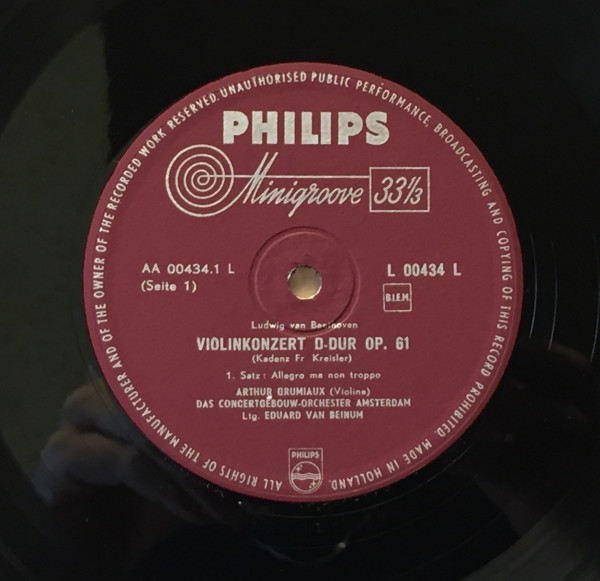 ALL RIGHTS OF THE MANUFACTURER AND OF THE OWNER OF THE RECORDED WORK RESERVED. UNAUTHORISED PUBLIC PERFORMANCE, BROADCASTING AND COPYING OF THIS RECORD PROHIBITED. MADE IN HOLLAND.
PHILIPS
Minigroove 33⅓
AA 00434.1 L
(Seite 1)
L 00434 L
B.I.E.M.
Ludwig van Beethoven
VIOLINKONZERT D-DUR OP. 61
(Kadenz Fr Kreisler)
1. Satz: Allegro ma non troppo
ARTHUR GRUMIAUX (Violine)
DAS CONCERTGEBOUW-ORCHESTER AMSTERDAM
Ltg. EDUARD VAN BEINUM
PHILIPS